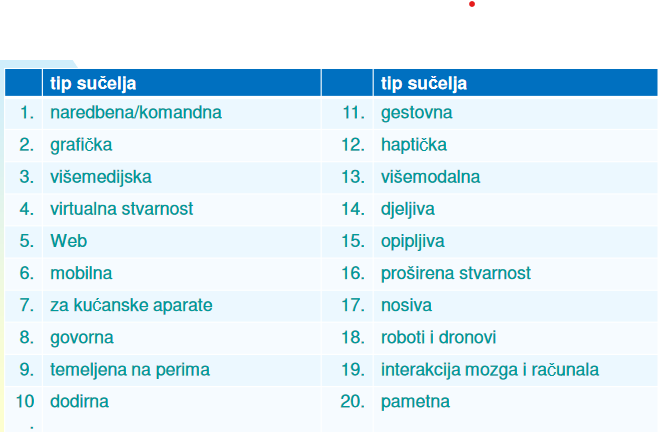 tip sučelja tip sučelja
1. naredbena/komandna 11. gestovna
2. grafička 12. haptička
3. višemedijska 13. višemodalna
4. virtualna stvarnost 14. djeljiva
5. Web 15. opipljiva
6. mobilna 16. proširena stvarnost
7. za kućanske aparate 17. nosiva
8. govorna 18. roboti i dronovi
9. temeljena na perima 19. interakcija mozga i računala
10 dodirna 20. pametna
.